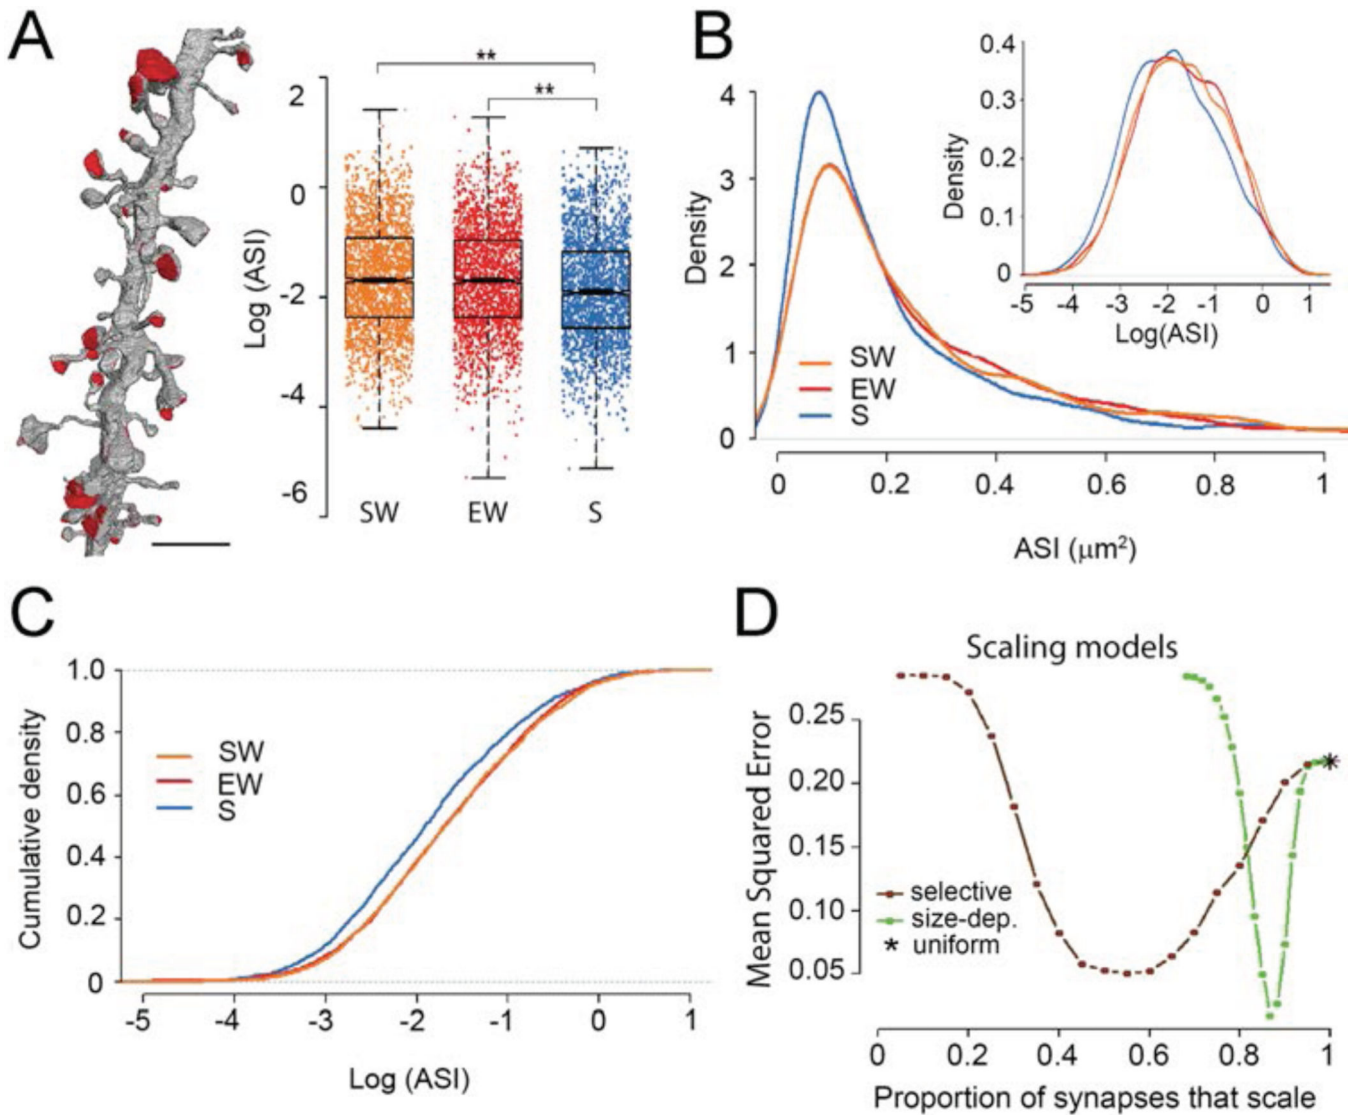 A
**
**
2
0
-2
-4
-6
Log (ASI)
SW
EW
S
B
4
3
2
1
0
Density
SW
EW
S
0
0.2
0.4
0.6
0.8
1
ASI (μm²)
0.4
0.3
0.2
0.1
0
Density
-5
-4
-3
-2
-1
0
1
Log(ASI)
C
1.0
0.8
0.6
0.4
0.2
0
Cumulative density
SW
EW
S
-5
-4
-3
-2
-1
0
1
Log (ASI)
D
Scaling models
0.25
0.20
0.15
0.10
0.05
Mean Squared Error
selective
size-dep.
* uniform
*
0
0.2
0.4
0.6
0.8
1
Proportion of synapses that scale